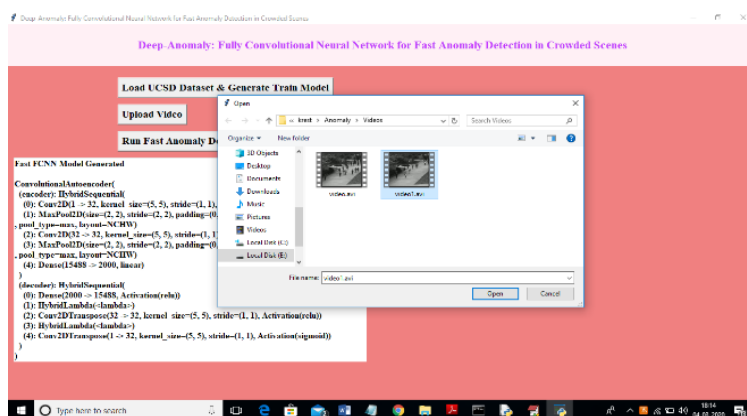 Deep-Anomaly: Fully Convolutional Neural Network for Fast Anomaly Detection in Crowded Scenes
Deep-Anomaly: Fully Convolutional Neural Network for Fast Anomaly Detection in Crowded Scenes
Load UCSD Dataset & Generate Train Model
Upload Video
Run Fast Anomaly De
Open
« krest › Anomaly › Videos
Search Videos
Organize
New folder
3D Objects
Desktop
Documents
Downloads
Music
Pictures
Videos
Local Disk (C:)
Local Disk (E:)
video.avi
video1.avi
File name:
video1.avi
Open
Cancel
Fast FCNN Model Generated
ConvolutionalAutoencoder(
(encoder): HybridSequential(
(0): Conv2D(1 -> 32, kernel_size=(5, 5), stride=(1, 1),
(1): MaxPool2D(size=(2, 2), stride=(2, 2), padding=(0,
, pool_type=max, layout=NCHW)
(2): Conv2D(32 -> 32, kernel_size=(5, 5), stride=(1, 1)
(3): MaxPool2D(size=(2, 2), stride=(2, 2), padding=(0,
, pool_type=max, layout=NCHW)
(4): Dense(15488 -> 2000, linear)
)
(decoder): HybridSequential(
(0): Dense(2000 -> 15488, Activation(relu))
(1): HybridLambda(<lambda>)
(2): Conv2DTranspose(32 -> 32, kernel_size=(5, 5), stride=(1, 1), Activation(relu))
(3): HybridLambda(<lambda>)
(4): Conv2DTranspose(1 -> 32, kernel_size=(5, 5), stride=(1, 1), Activation(sigmoid))
)
)
Type here to search
18:14